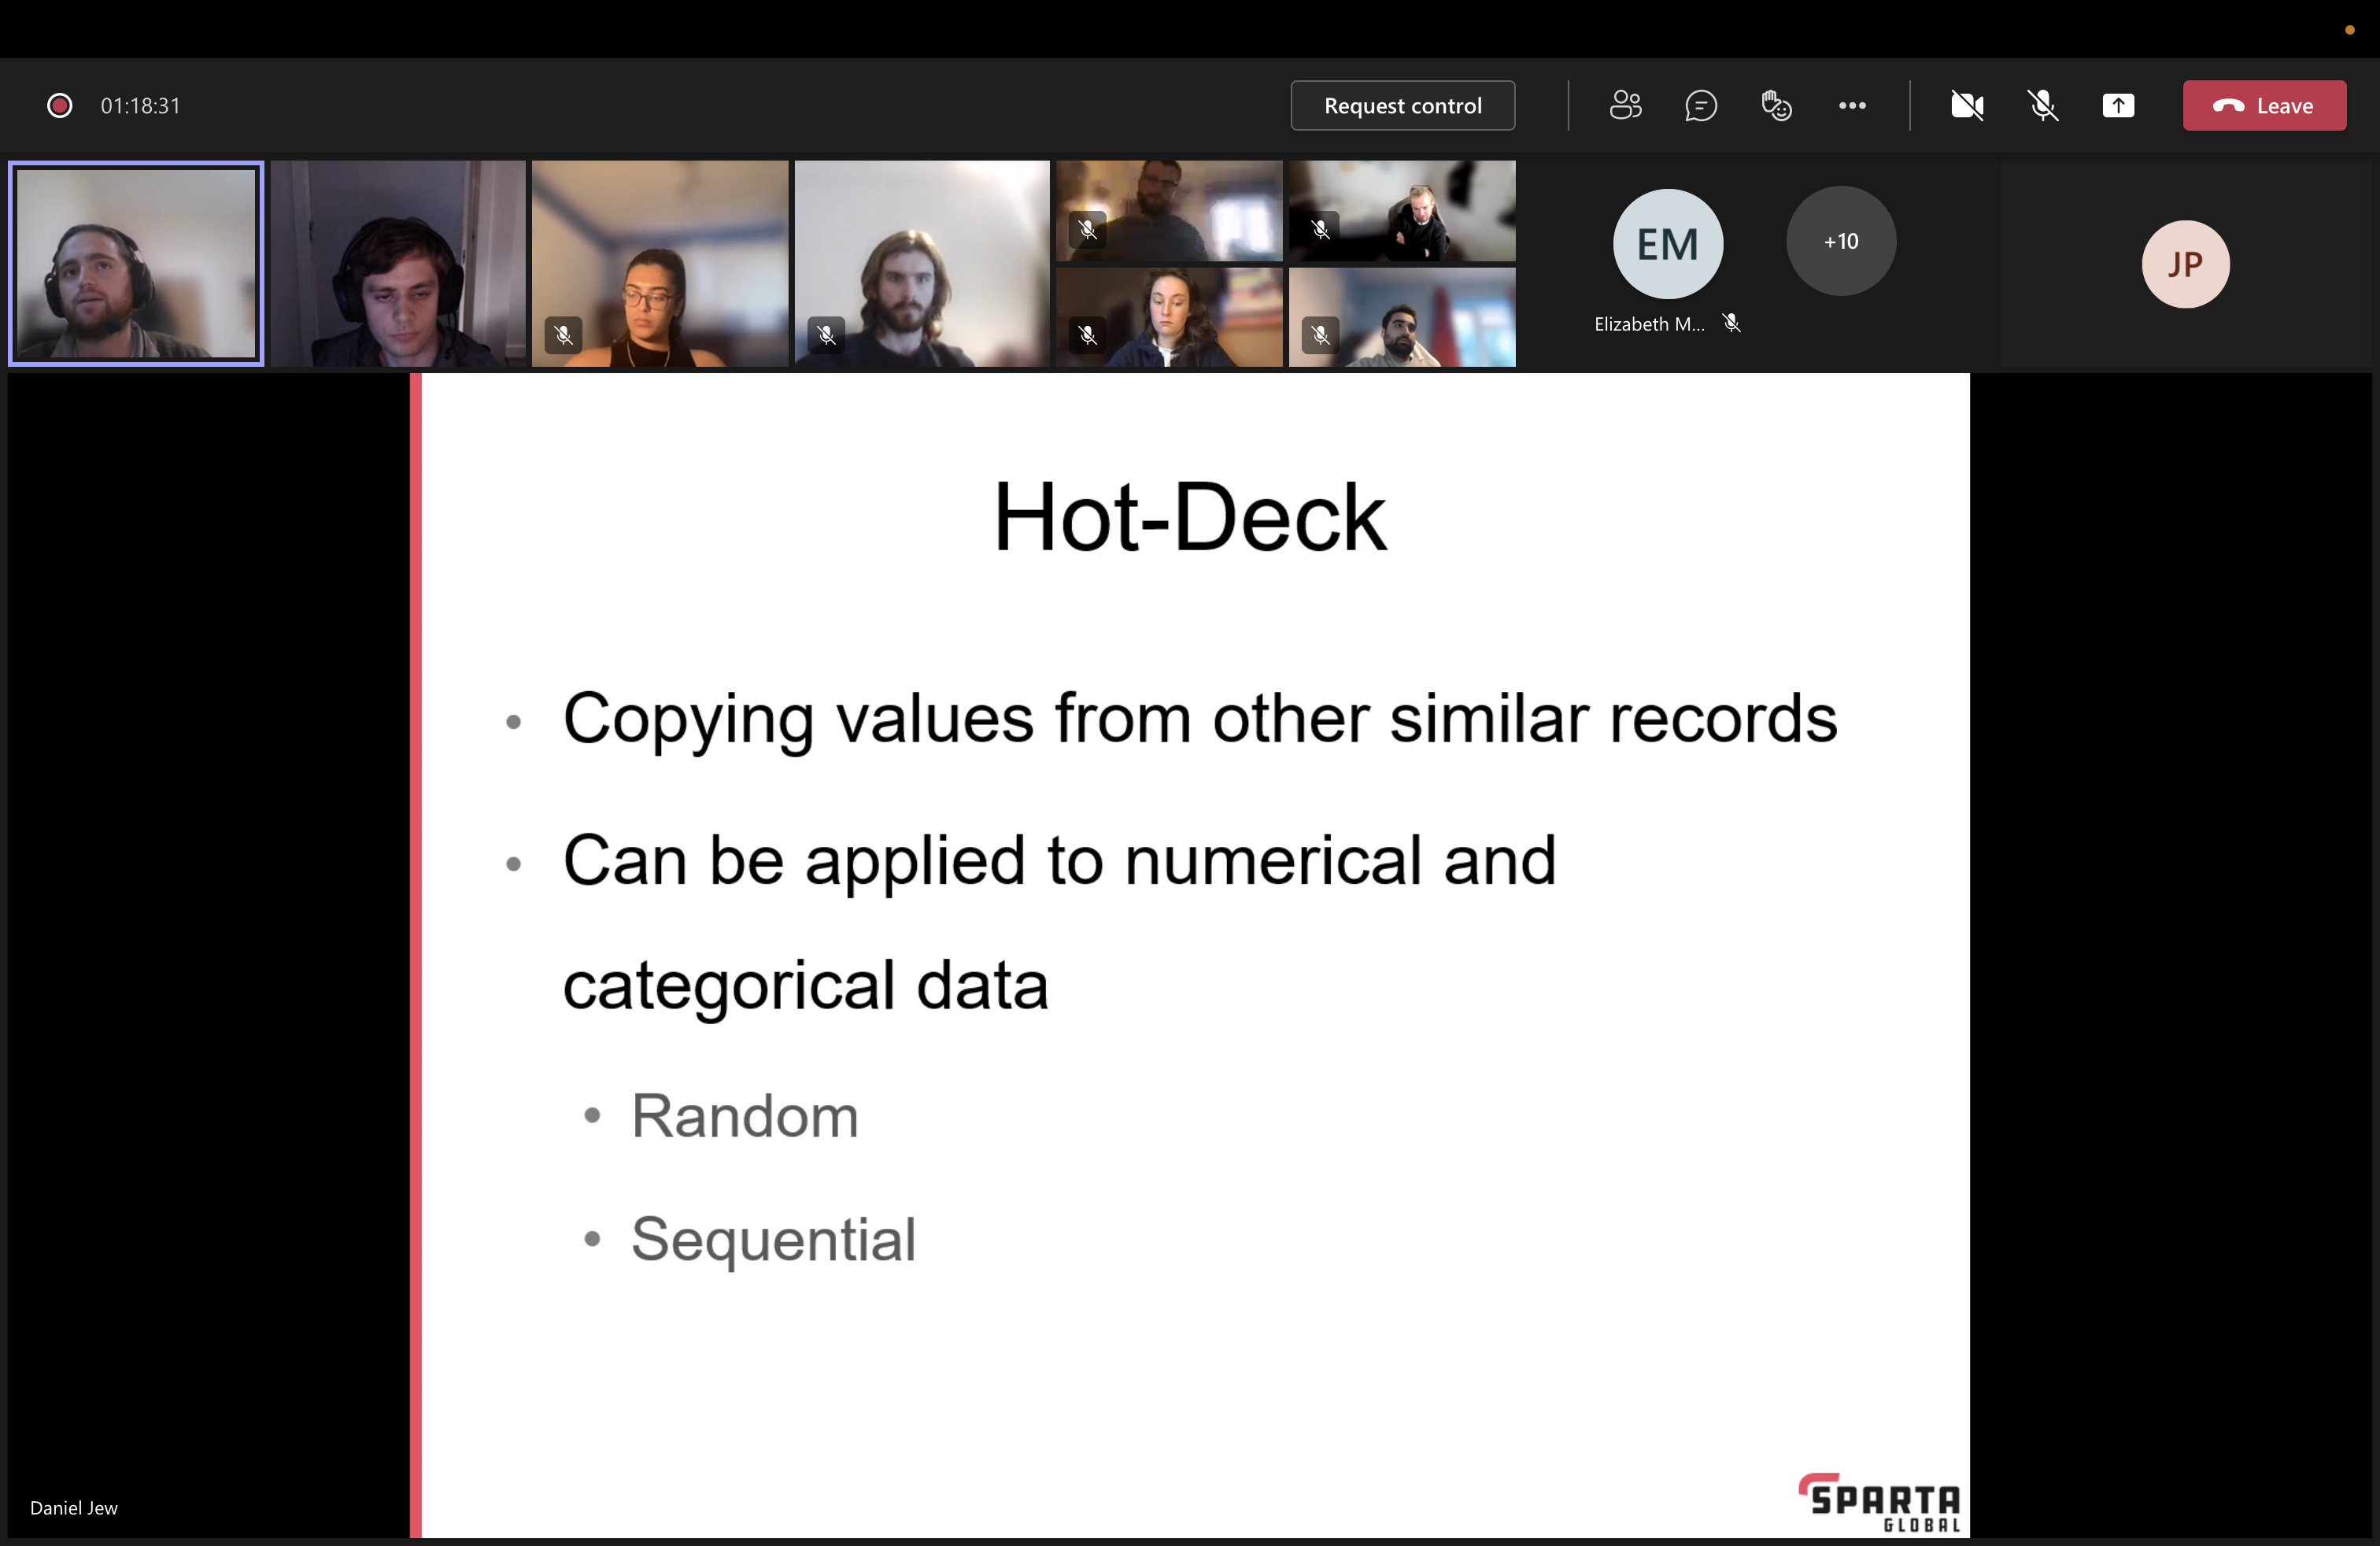 01:18:31
Request control
Leave
EM
+10
JP
Elizabeth M...
Hot-Deck
• Copying values from other similar records
• Can be applied to numerical and
categorical data
• Random
• Sequential
Daniel Jew
SPARTA
GLOBAL